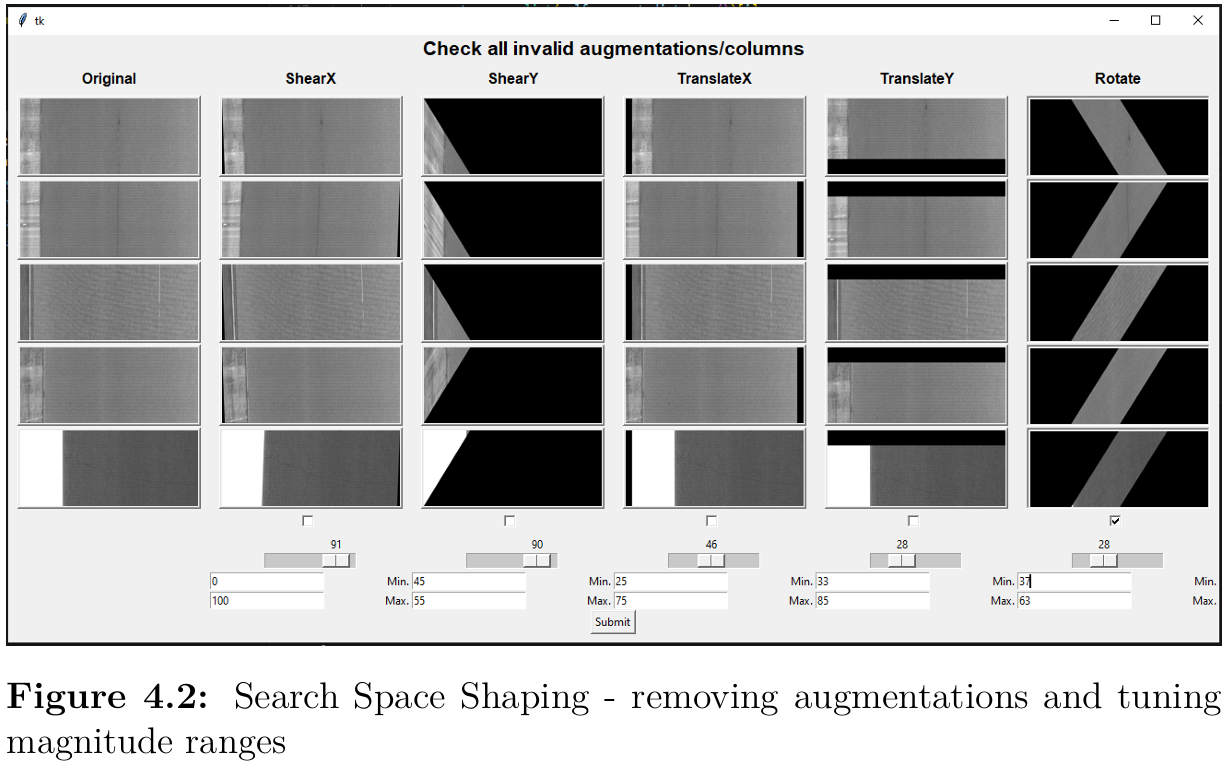 tk
Check all invalid augmentations/columns
Original ShearX ShearY TranslateX TranslateY Rotate
91 90 46 28 28
0 Min. 45 Min. 25 Min. 33 Min. 37 Min.
100 Max. 55 Max. 75 Max. 85 Max. 63 Max.
Submit
Figure 4.2: Search Space Shaping - removing augmentations and tuning
magnitude ranges